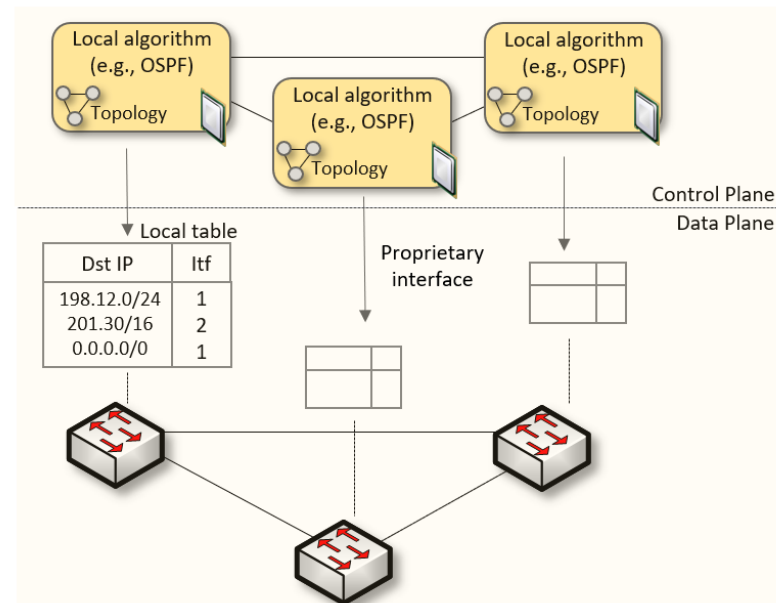 Local algorithm
(e.g., OSPF)
Topology
Local algorithm
(e.g., OSPF)
Topology
Local algorithm
(e.g., OSPF)
Topology
Control Plane
Data Plane
Local table
Dst IP Itf
198.12.0/24 1
201.30/16 2
0.0.0.0/0 1
Proprietary
interface